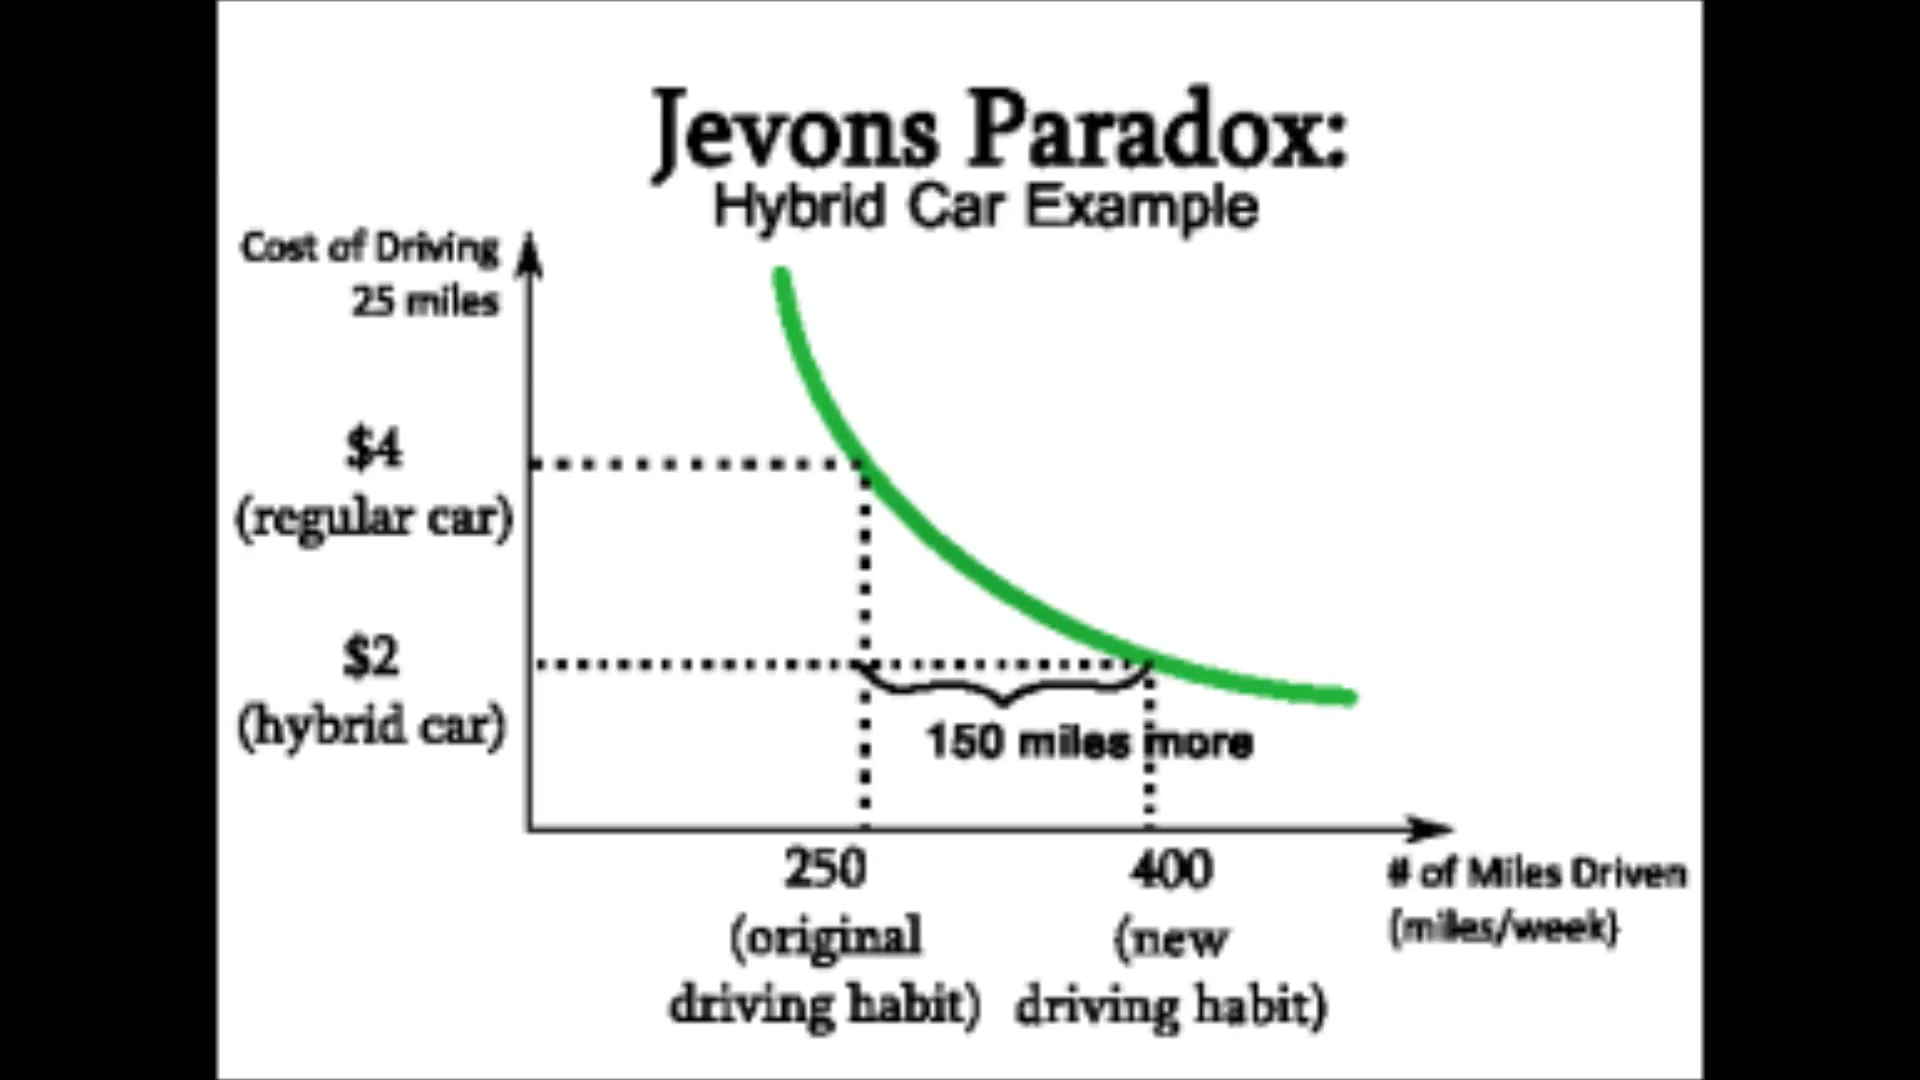 Jevons Paradox:
Hybrid Car Example
Cost of Driving
25 miles
$4
(regular car)
$2
(hybrid car)
150 miles more
250
(original
driving habit)
400
(new
driving habit)
# of Miles Driven
(miles/week)